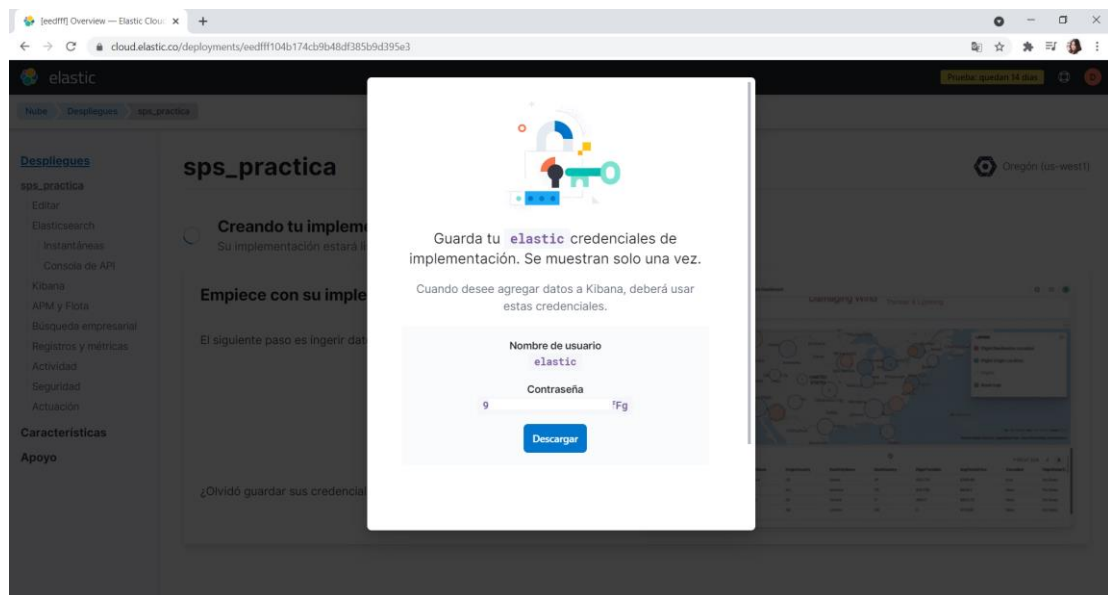 [eedfff] Overview — Elastic Clou
cloud.elastic.co/deployments/eedfff104b174cb9b48df385b9d395e3
elastic
Prueba: quedan 14 días
D
Nube
Despliegues
sps_practica
Despliegues
sps_practica
Editar
Elasticsearch
Instantáneas
Consola de API
Kibana
APM y Flota
Búsqueda empresarial
Registros y métricas
Actividad
Seguridad
Actuación
Características
Apoyo
sps_practica
Oregón (us-west1)
Creando tu implem
Su implementación estará li
Empiece con su imple
El siguiente paso es ingerir dat
¿Olvidó guardar sus credencial
Guarda tu elastic credenciales de
implementación. Se muestran solo una vez.
Cuando desee agregar datos a Kibana, deberá usar
estas credenciales.
Nombre de usuario
elastic
Contraseña
9 Fg
Descargar
Damaging Wind